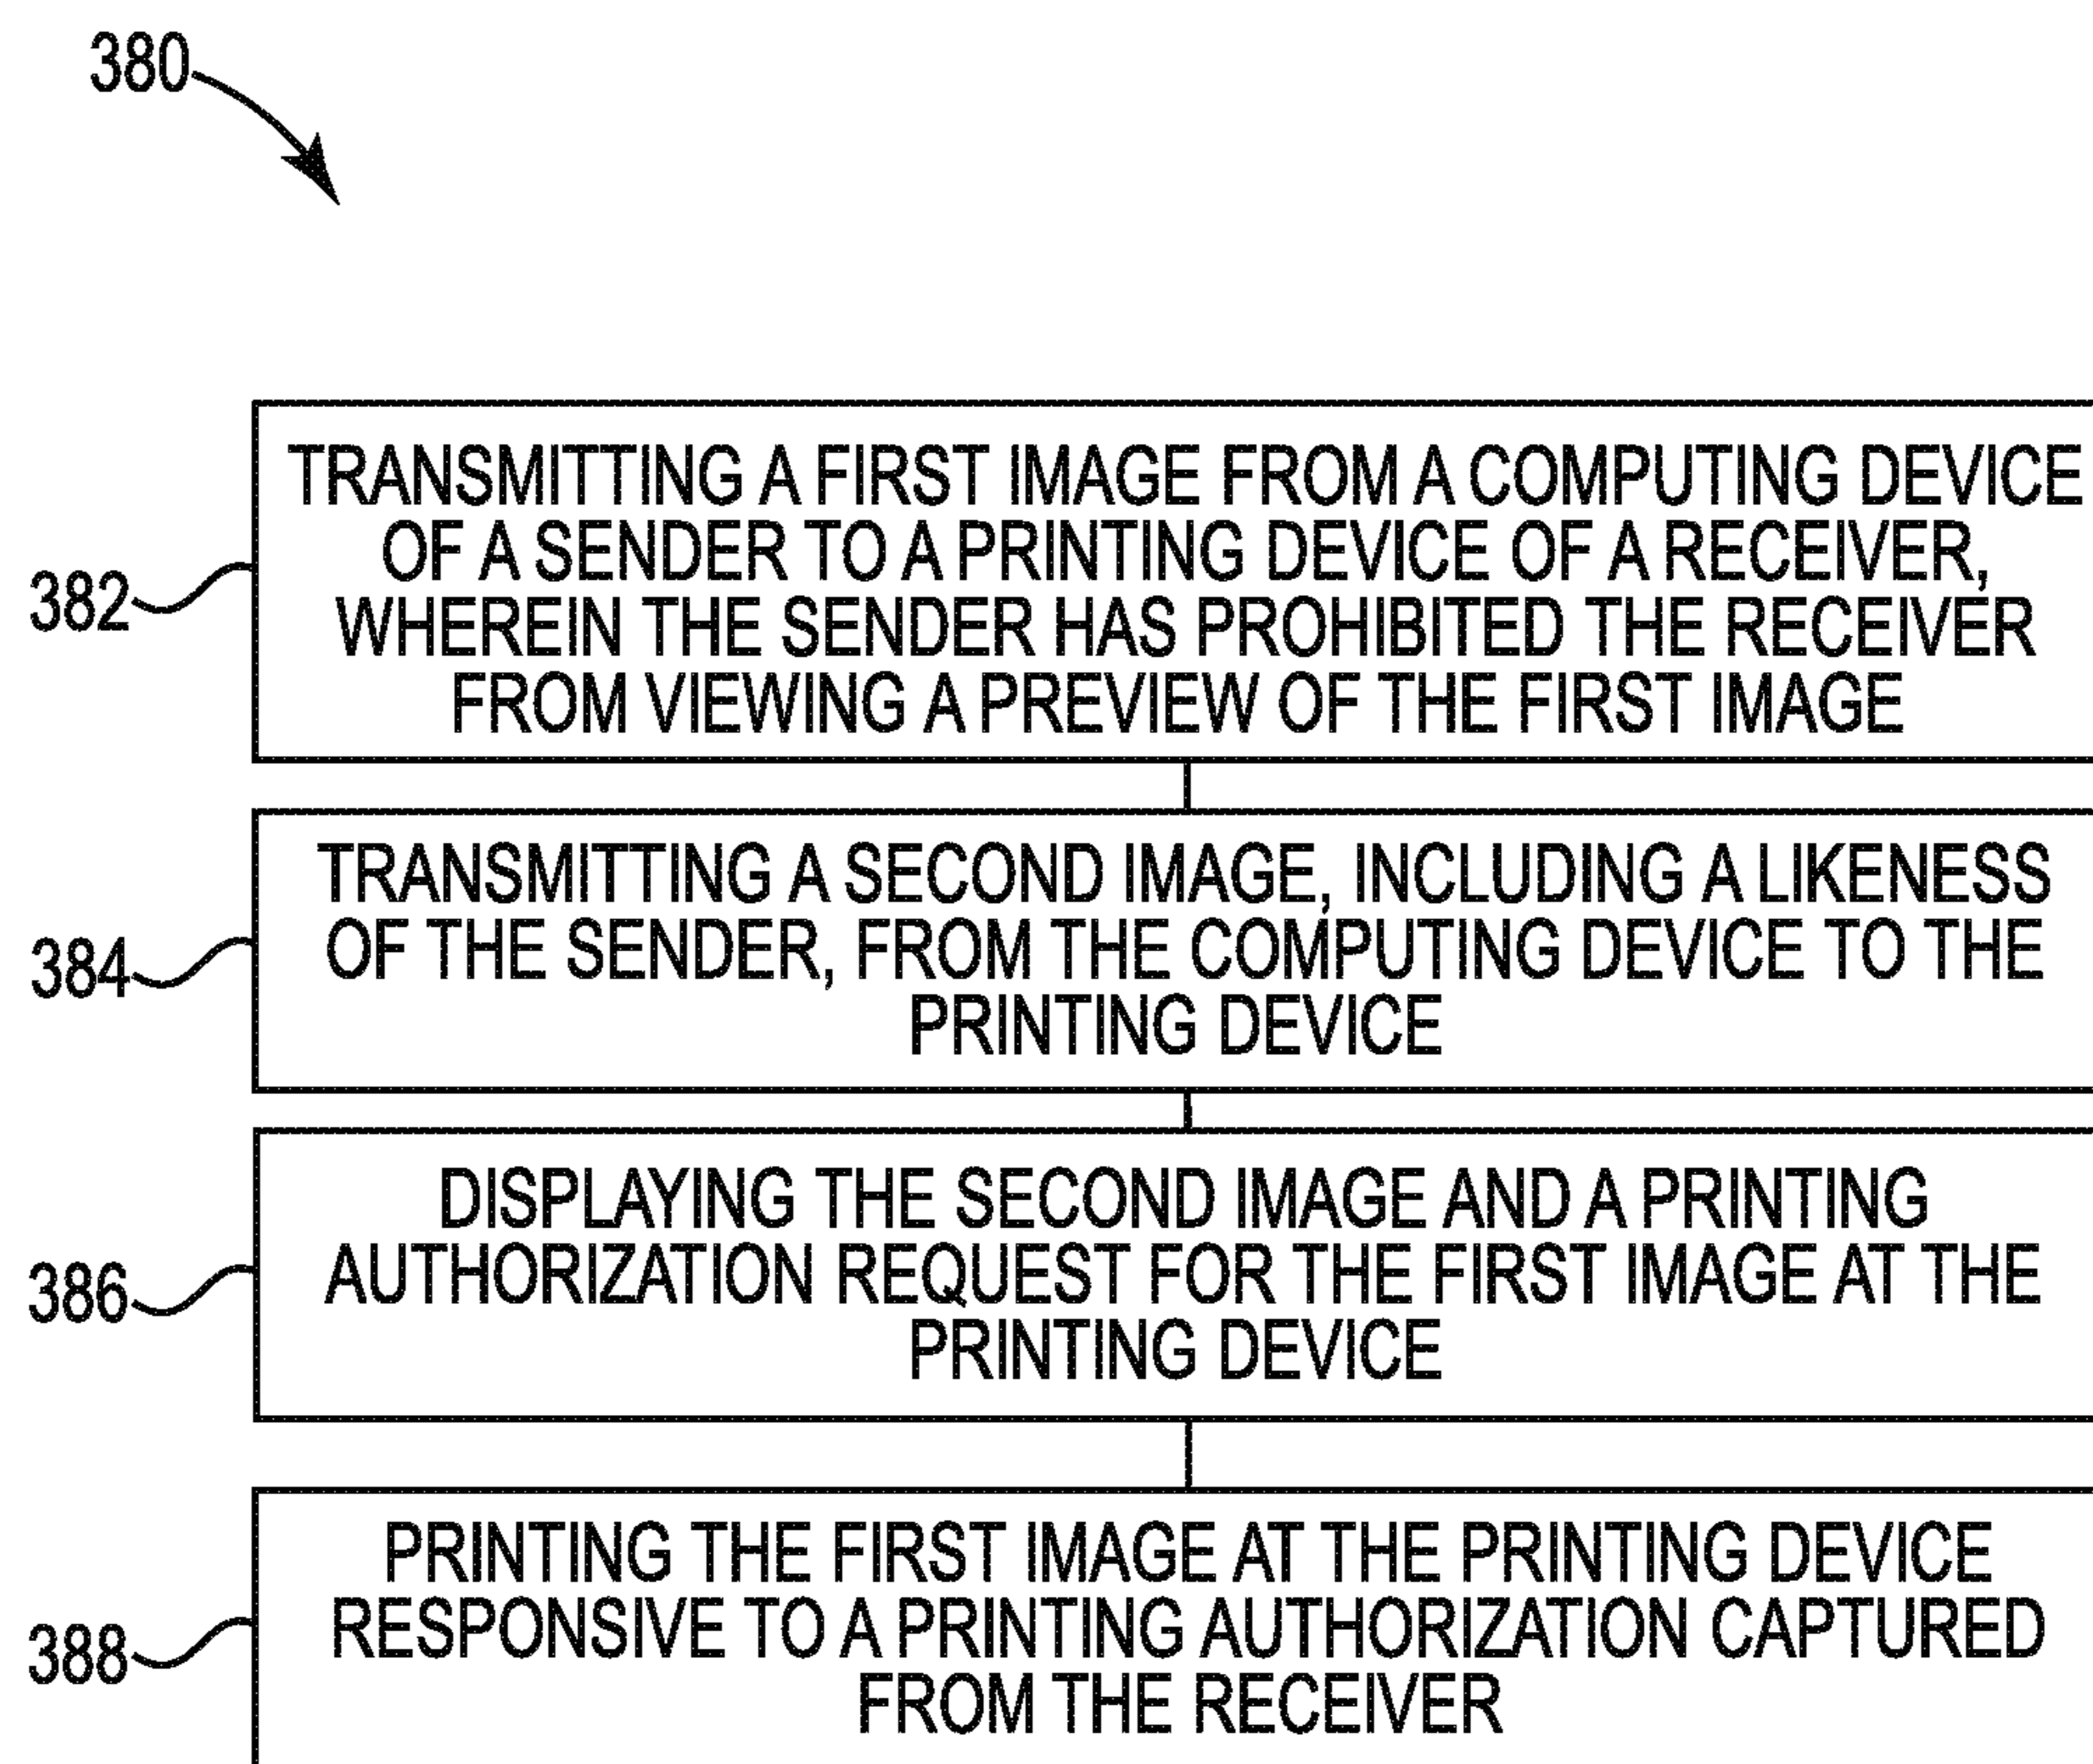 380
TRANSMITTING A FIRST IMAGE FROM A COMPUTING DEVICE
OF A SENDER TO A PRINTING DEVICE OF A RECEIVER,
WHEREIN THE SENDER HAS PROHIBITED THE RECEIVER
FROM VIEWING A PREVIEW OF THE FIRST IMAGE
382
TRANSMITTING A SECOND IMAGE, INCLUDING A LIKENESS
OF THE SENDER, FROM THE COMPUTING DEVICE TO THE
PRINTING DEVICE
384
DISPLAYING THE SECOND IMAGE AND A PRINTING
AUTHORIZATION REQUEST FOR THE FIRST IMAGE AT THE
PRINTING DEVICE
386
PRINTING THE FIRST IMAGE AT THE PRINTING DEVICE
RESPONSIVE TO A PRINTING AUTHORIZATION CAPTURED
FROM THE RECEIVER
388